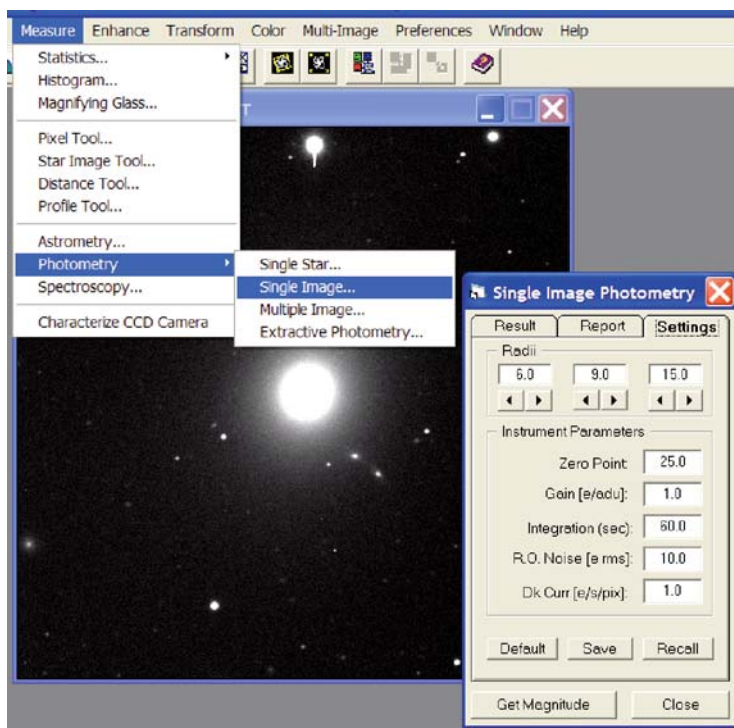 Measure Enhance Transform Color Multi-Image Preferences Window Help
Statistics...
Histogram...
Magnifying Glass...
Pixel Tool...
Star Image Tool...
Distance Tool...
Profile Tool...
Astrometry...
Photometry
Spectroscopy...
Characterize CCD Camera
T
Single Star...
Single Image...
Multiple Image...
Extractive Photometry...
Single Image Photometry
Result Report Settings
Radii
6.0 9.0 15.0
Instrument Parameters
Zero Point: 25.0
Gain [e/adu]: 1.0
Integration (sec): 60.0
R.O. Noise [e rms]: 10.0
Dk Curr [e/s/pix]: 1.0
Default Save Recall
Get Magnitude Close